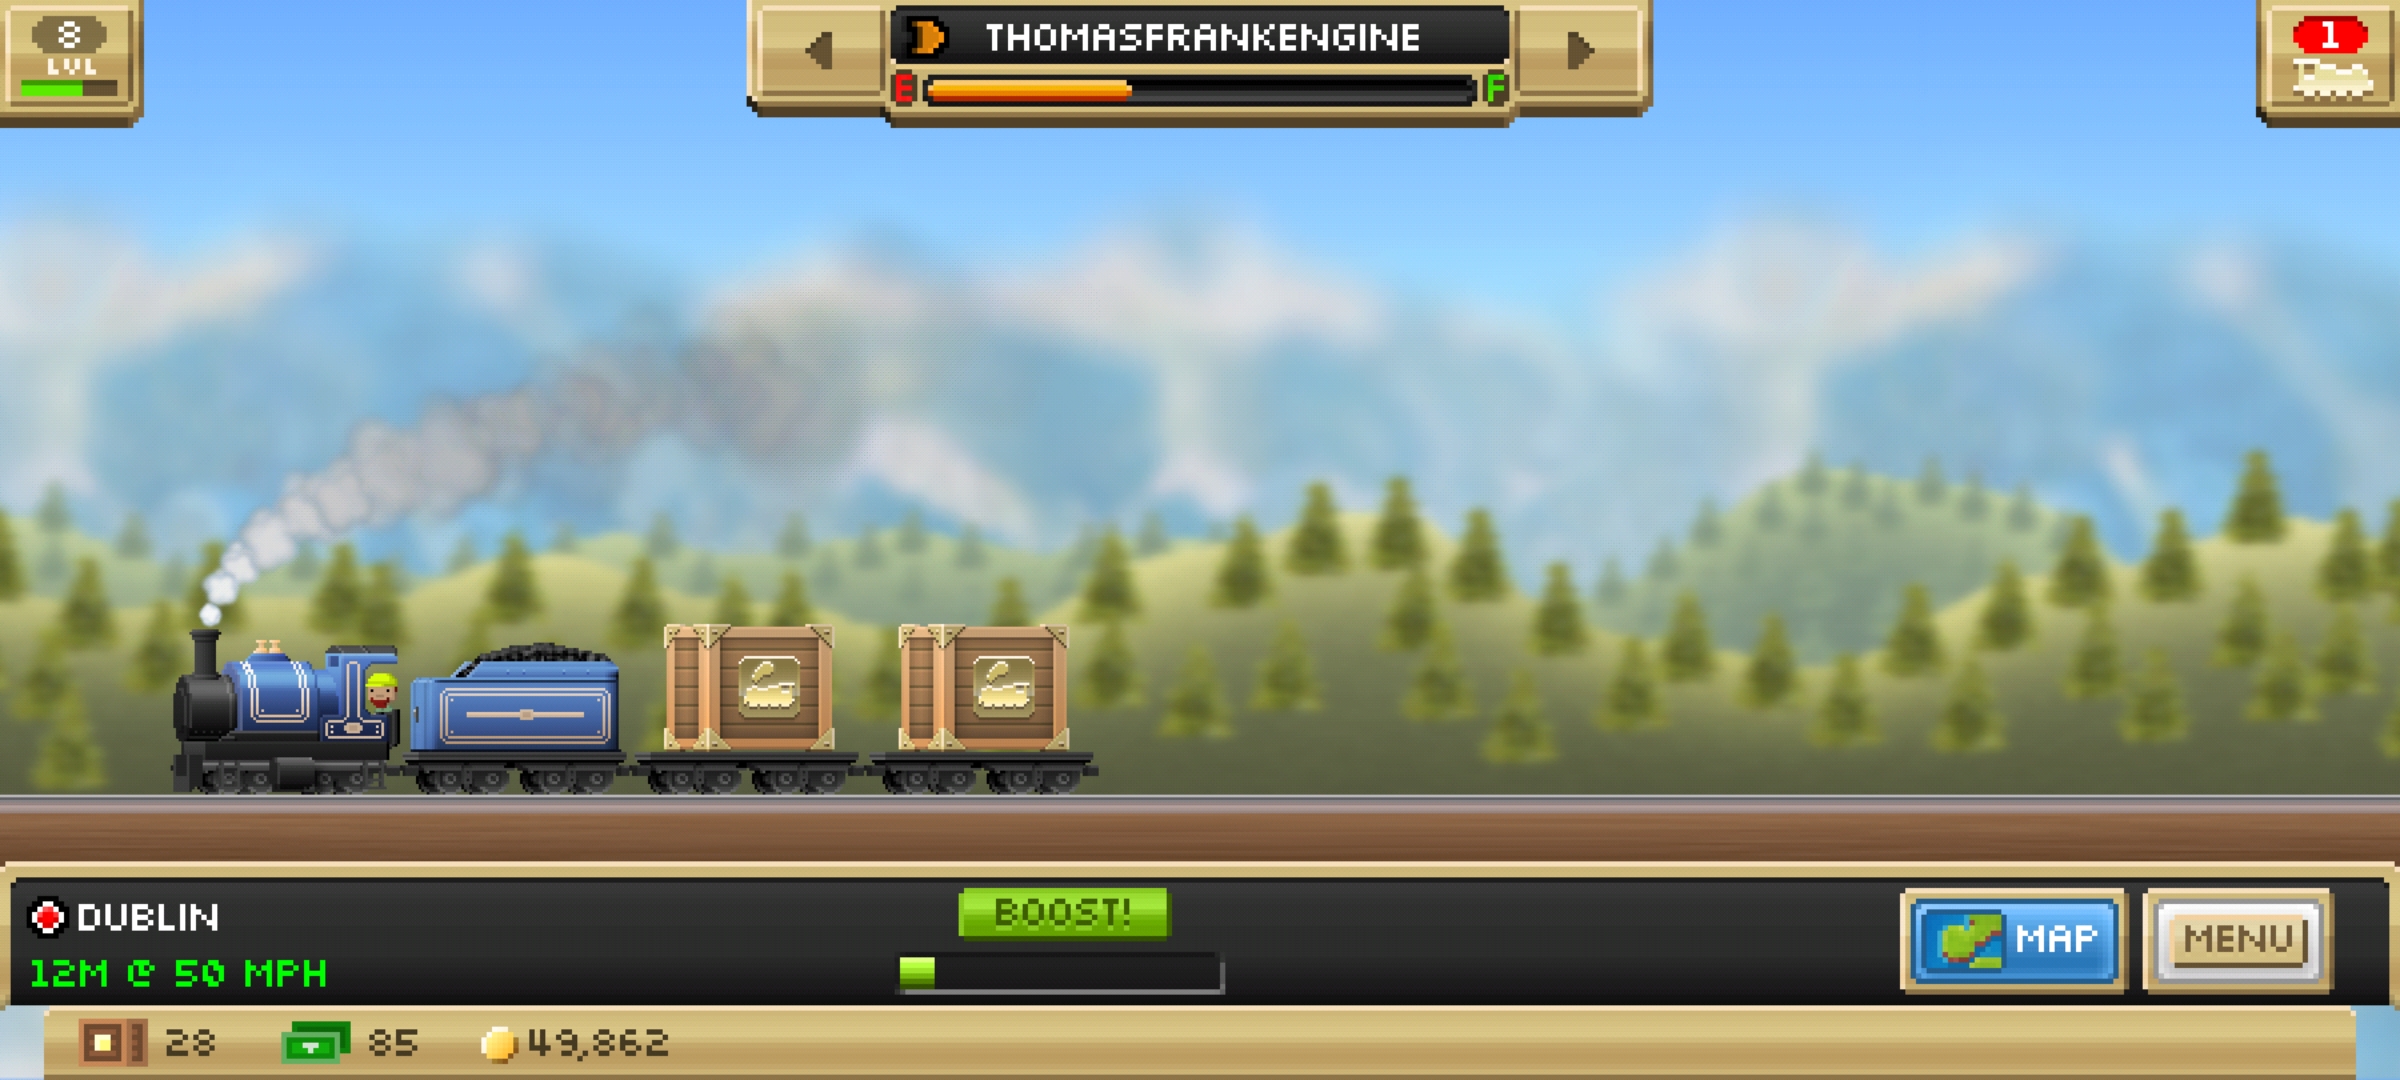 8
LVL
THOMASFRANKENGINE
E F
1
DUBLIN
12M @ 50 MPH
BOOST!
MAP
MENU
28 85 49,862